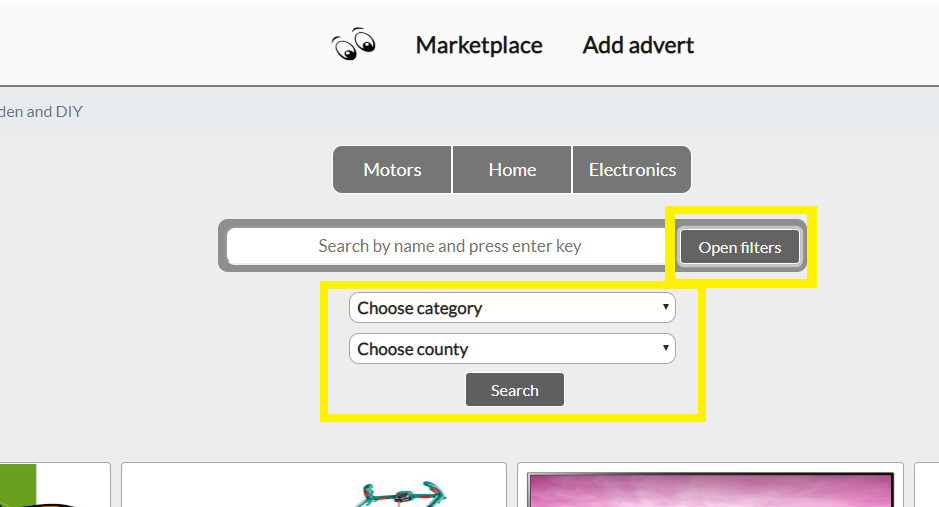 Marketplace Add advert
den and DIY
Motors Home Electronics
Search by name and press enter key Open filters
Choose category
Choose county
Search